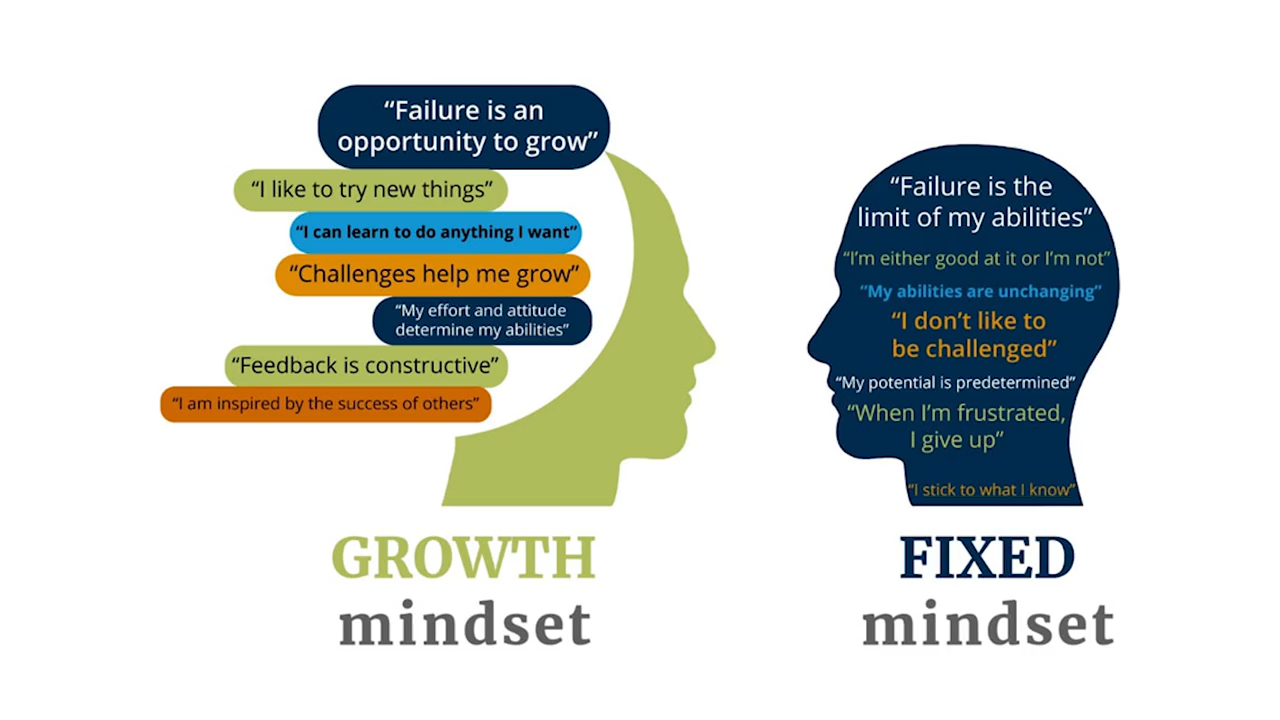 “Failure is an
opportunity to grow”
“I like to try new things”
“I can learn to do anything I want”
“Challenges help me grow”
“My effort and attitude
determine my abilities”
“Feedback is constructive”
“I am inspired by the success of others”
GROWTH
mindset
“Failure is the
limit of my abilities”
“I’m either good at it or I’m not”
“My abilities are unchanging”
“I don’t like to
be challenged”
“My potential is predetermined”
“When I’m frustrated,
I give up”
“I stick to what I know”
FIXED
mindset